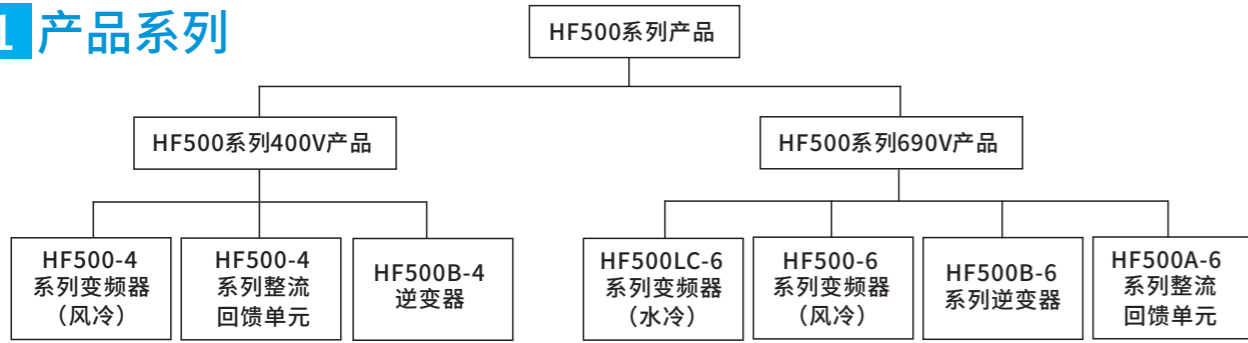 1 产品系列
HF500系列产品
HF500系列400V产品
HF500系列690V产品
HF500-4
系列变频器
（风冷）
HF500-4
系列整流
回馈单元
HF500B-4
逆变器
HF500LC-6
系列变频器
（水冷）
HF500-6
系列变频器
（风冷）
HF500B-6
系列逆变器
HF500A-6
系列整流
回馈单元